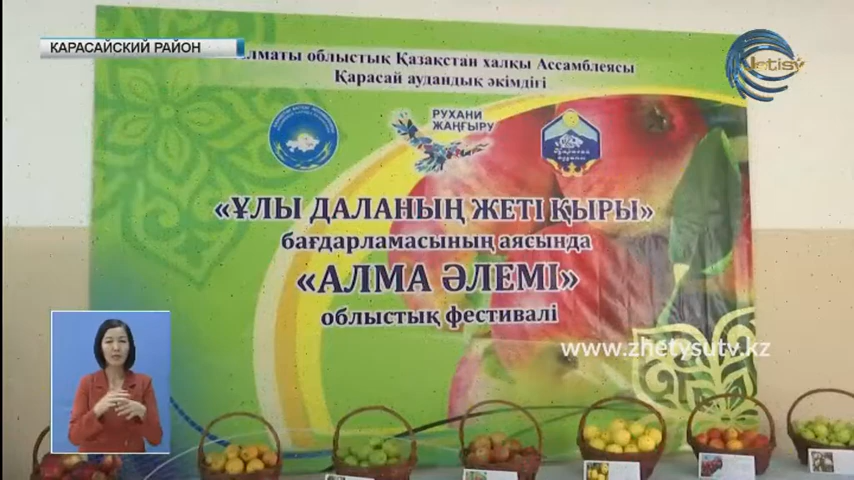 КАРАСАЙСКИЙ РАЙОН
Jetisý
лматы облыстық Қазақстан халқы Ассамблеясы
Қарасай аудандық әкімдігі
РУХАНИ
ЖАҢҒЫРУ
«ҰЛЫ ДАЛАНЫҢ ЖЕТІ ҚЫРЫ»
бағдарламасының аясында
«АЛМА ӘЛЕМІ»
облыстық фестивалі
www.zhetysutv.kz